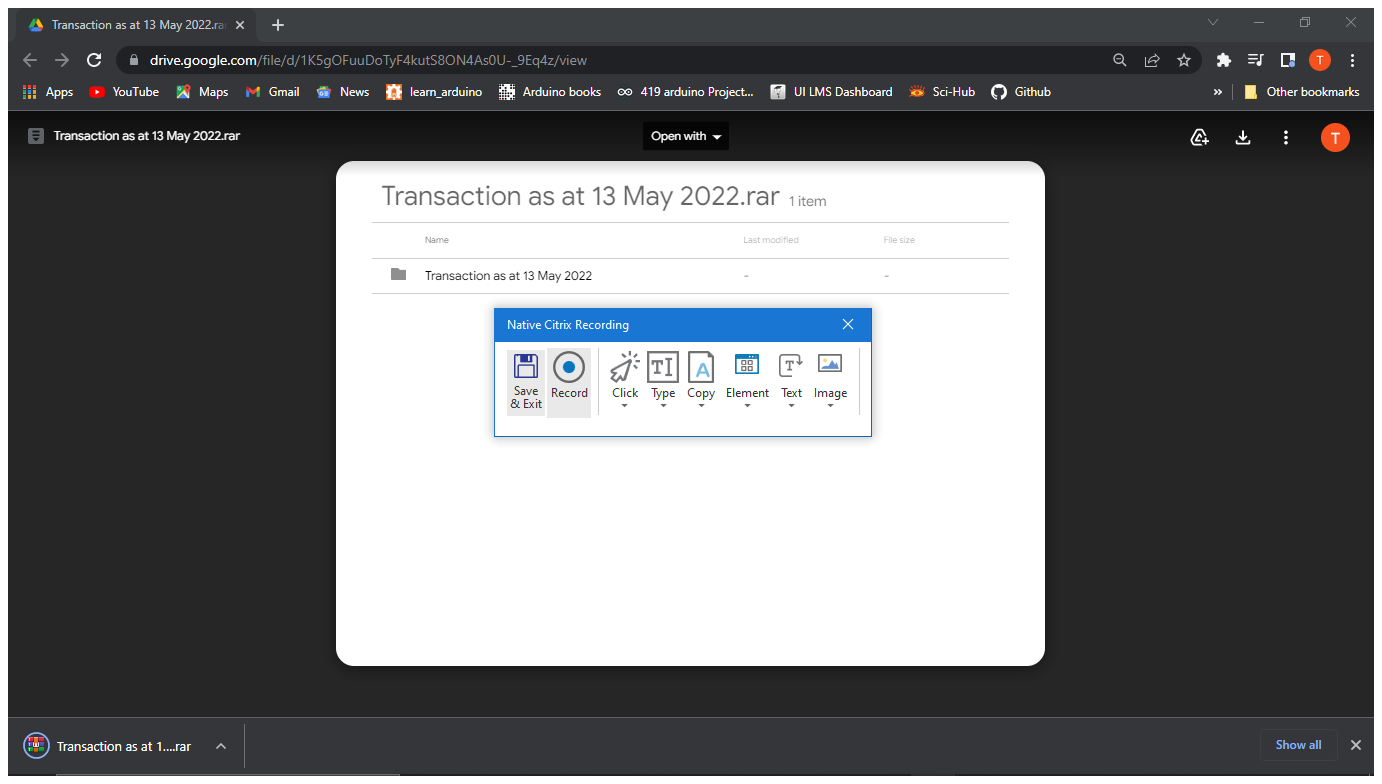 Transaction as at 13 May 2022.ra
drive.google.com/file/d/1K5gOFuuDoTyF4kutS8ON4As0U-_9Eq4z/view
T
Apps YouTube Maps Gmail News learn_arduino Arduino books 419 arduino Project... UI LMS Dashboard Sci-Hub Github » Other bookmarks
Transaction as at 13 May 2022.rar Open with T
Transaction as at 13 May 2022.rar 1 item
Name Last modified File size
Transaction as at 13 May 2022 - -
Native Citrix Recording
Save & Exit
Record
Click
Type
Copy
Element
Text
Image
Transaction as at 1....rar Show all